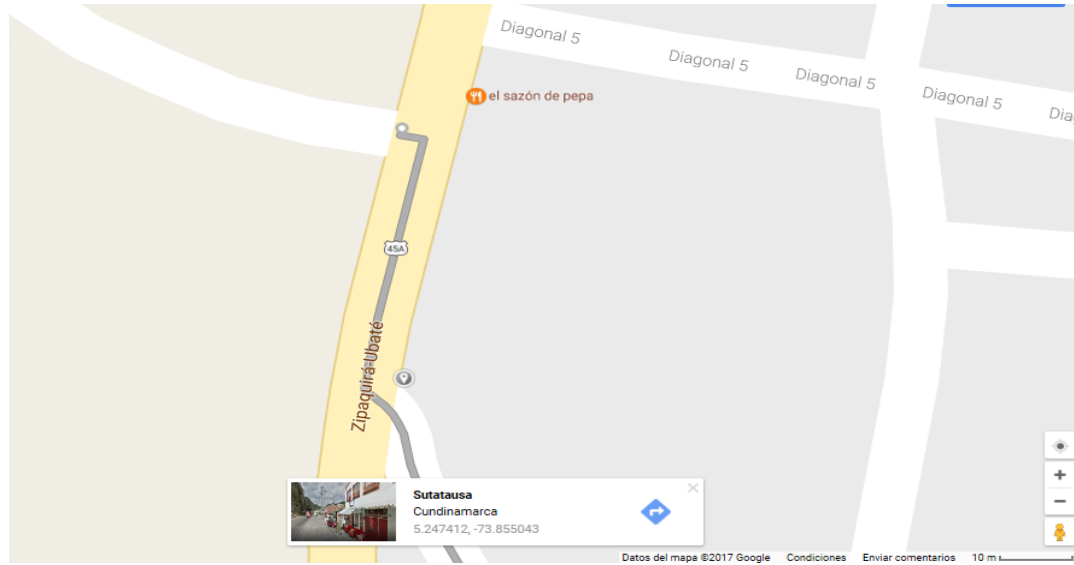 Diagonal 5
Diagonal 5
Diagonal 5
Diagonal 5
Dia
el sazón de pepa
45A
Zipaquirá-Ubaté
Sutatausa
Cundinamarca
5.247412, -73.855043
Datos del mapa ©2017 Google Condiciones Enviar comentarios 10 m